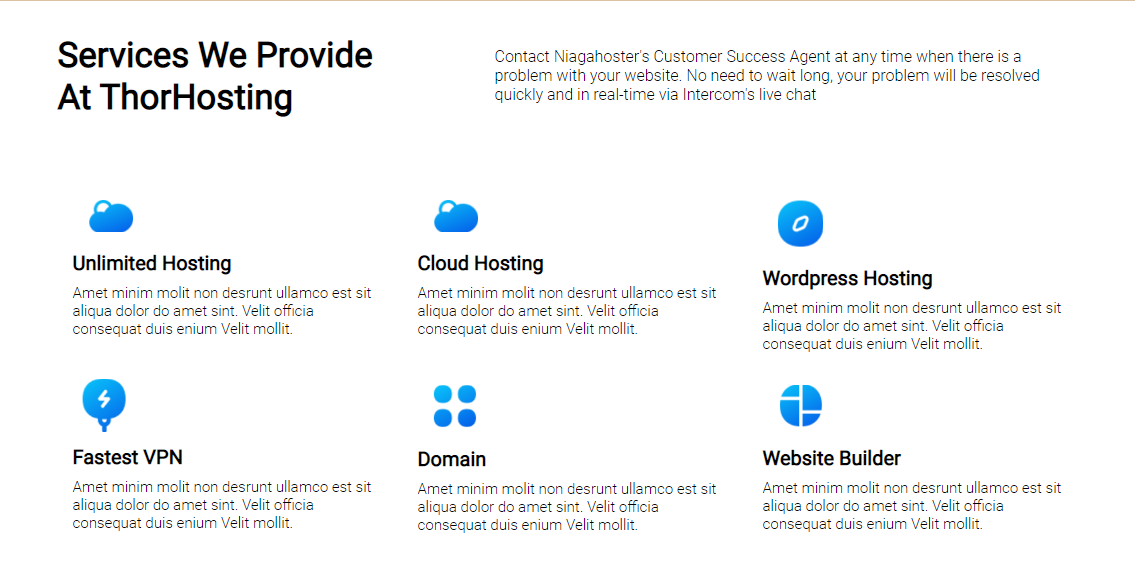 Services We Provide
At ThorHosting
Contact Niagahoster's Customer Success Agent at any time when there is a
problem with your website. No need to wait long, your problem will be resolved
quickly and in real-time via Intercom's live chat
Unlimited Hosting
Amet minim molit non desrunt ullamco est sit
aliqua dolor do amet sint. Velit officia
consequat duis enium Velit mollit.
Cloud Hosting
Amet minim molit non desrunt ullamco est sit
aliqua dolor do amet sint. Velit officia
consequat duis enium Velit mollit.
Wordpress Hosting
Amet minim molit non desrunt ullamco est sit
aliqua dolor do amet sint. Velit officia
consequat duis enium Velit mollit.
Fastest VPN
Amet minim molit non desrunt ullamco est sit
aliqua dolor do amet sint. Velit officia
consequat duis enium Velit mollit.
Domain
Amet minim molit non desrunt ullamco est sit
aliqua dolor do amet sint. Velit officia
consequat duis enium Velit mollit.
Website Builder
Amet minim molit non desrunt ullamco est sit
aliqua dolor do amet sint. Velit officia
consequat duis enium Velit mollit.